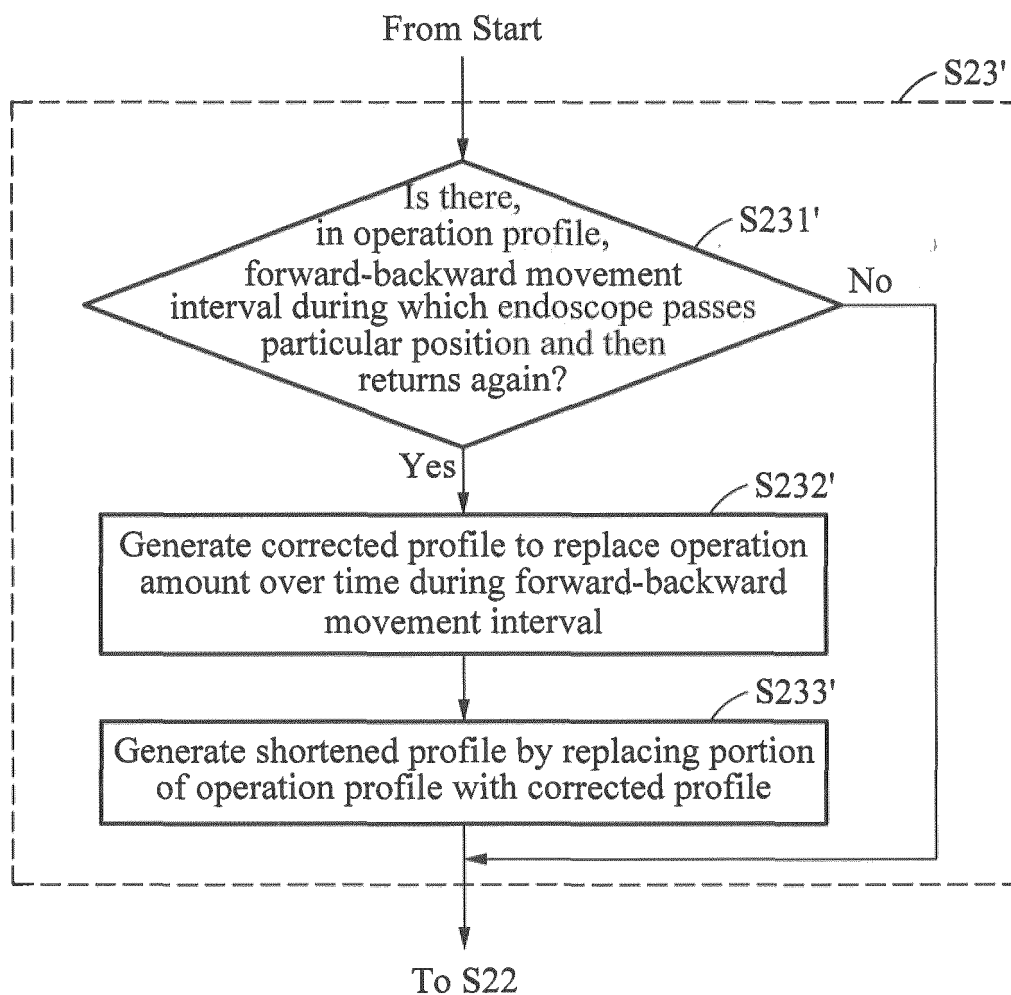 From Start
S23'
Is there,
in operation profile,
forward-backward movement
interval during which endoscope passes
particular position and then
returns again?
S231'
No
Yes
S232'
Generate corrected profile to replace operation
amount over time during forward-backward
movement interval
S233'
Generate shortened profile by replacing portion
of operation profile with corrected profile
To S22